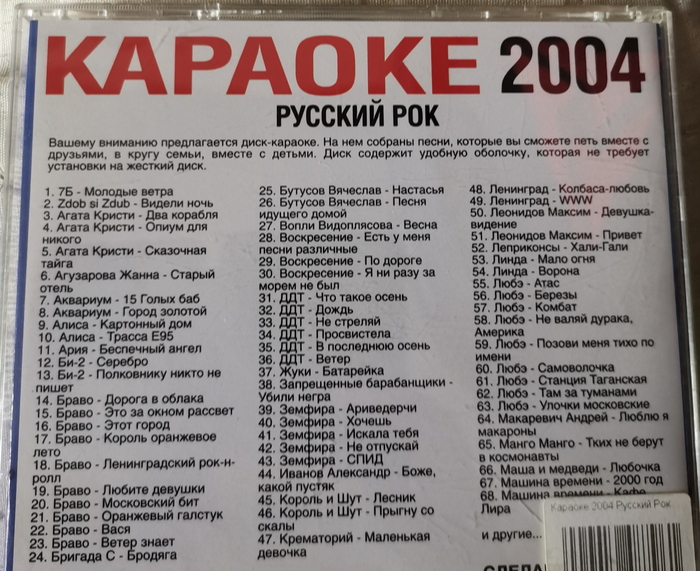 КАРАОКЕ 2004
РУССКИЙ РОК
Вашему вниманию предлагается диск-караоке. На нем собраны песни, которые вы сможете петь вместе с
друзьями, в кругу семьи, вместе с детьми. Диск содержит удобную оболочку, которая не требует
установки на жесткий диск.
1. 7Б - Молодые ветра
2. Zdob si Zdub - Видели ночь
3. Агата Кристи - Два корабля
4. Агата Кристи - Опиум для
никого
5. Агата Кристи - Сказочная
тайга
6. Агузарова Жанна - Старый
отель
7. Аквариум - 15 Голых баб
8. Аквариум - Город золотой
9. Алиса - Картонный дом
10. Алиса - Трасса Е95
11. Ария - Беспечный ангел
12. Би-2 - Серебро
13. Би-2 - Полковнику никто не
пишет
14. Браво - Дорога в облака
15. Браво - Это за окном рассвет
16. Браво - Этот город
17. Браво - Король оранжевое
лето
18. Браво - Ленинградский рок-н-
ролл
19. Браво - Любите девушки
20. Браво - Московский бит
21. Браво - Оранжевый галстук
22. Браво - Вася
23. Браво - Ветер знает
24. Бригада С - Бродяга
25. Бутусов Вячеслав - Настасья
26. Бутусов Вячеслав - Песня
идущего домой
27. Вопли Видоплясова - Весна
28. Воскресение - Есть у меня
песни различные
29. Воскресение - По дороге
30. Воскресение - Я ни разу за
морем не был
31. ДДТ - Что такое осень
32. ДДТ - Дождь
33. ДДТ - Не стреляй
34. ДДТ - Просвистела
35. ДДТ - В последнюю осень
36. ДДТ - Ветер
37. Жуки - Батарейка
38. Запрещенные барабанщики -
Убили негра
39. Земфира - Ариведерчи
40. Земфира - Хочешь
41. Земфира - Искала тебя
42. Земфира - Не отпускай
43. Земфира - СПИД
44. Иванов Александр - Боже,
какой пустяк
45. Король и Шут - Лесник
46. Король и Шут - Прыгну со
скалы
47. Крематорий - Маленькая
девочка
48. Ленинград - Колбаса-любовь
49. Ленинград - WWW
50. Леонидов Максим - Девушка-
видение
51. Леонидов Максим - Привет
52. Леприконсы - Хали-Гали
53. Линда - Мало огня
54. Линда - Ворона
55. Любэ - Атас
56. Любэ - Березы
57. Любэ - Комбат
58. Любэ - Не валяй дурака,
Америка
59. Любэ - Позови меня тихо по
имени
60. Любэ - Самоволочка
61. Любэ - Станция Таганская
62. Любэ - Там за туманами
63. Любэ - Улочки московские
64. Макаревич Андрей - Люблю я
макароны
65. Манго Манго - Тких не берут
в космонавты
66. Маша и медведи - Любочка
67. Машина времени - 2000 год
68. Машина времени - Кафе
Лира
и другие...
Караоке 2004 Русский Рок